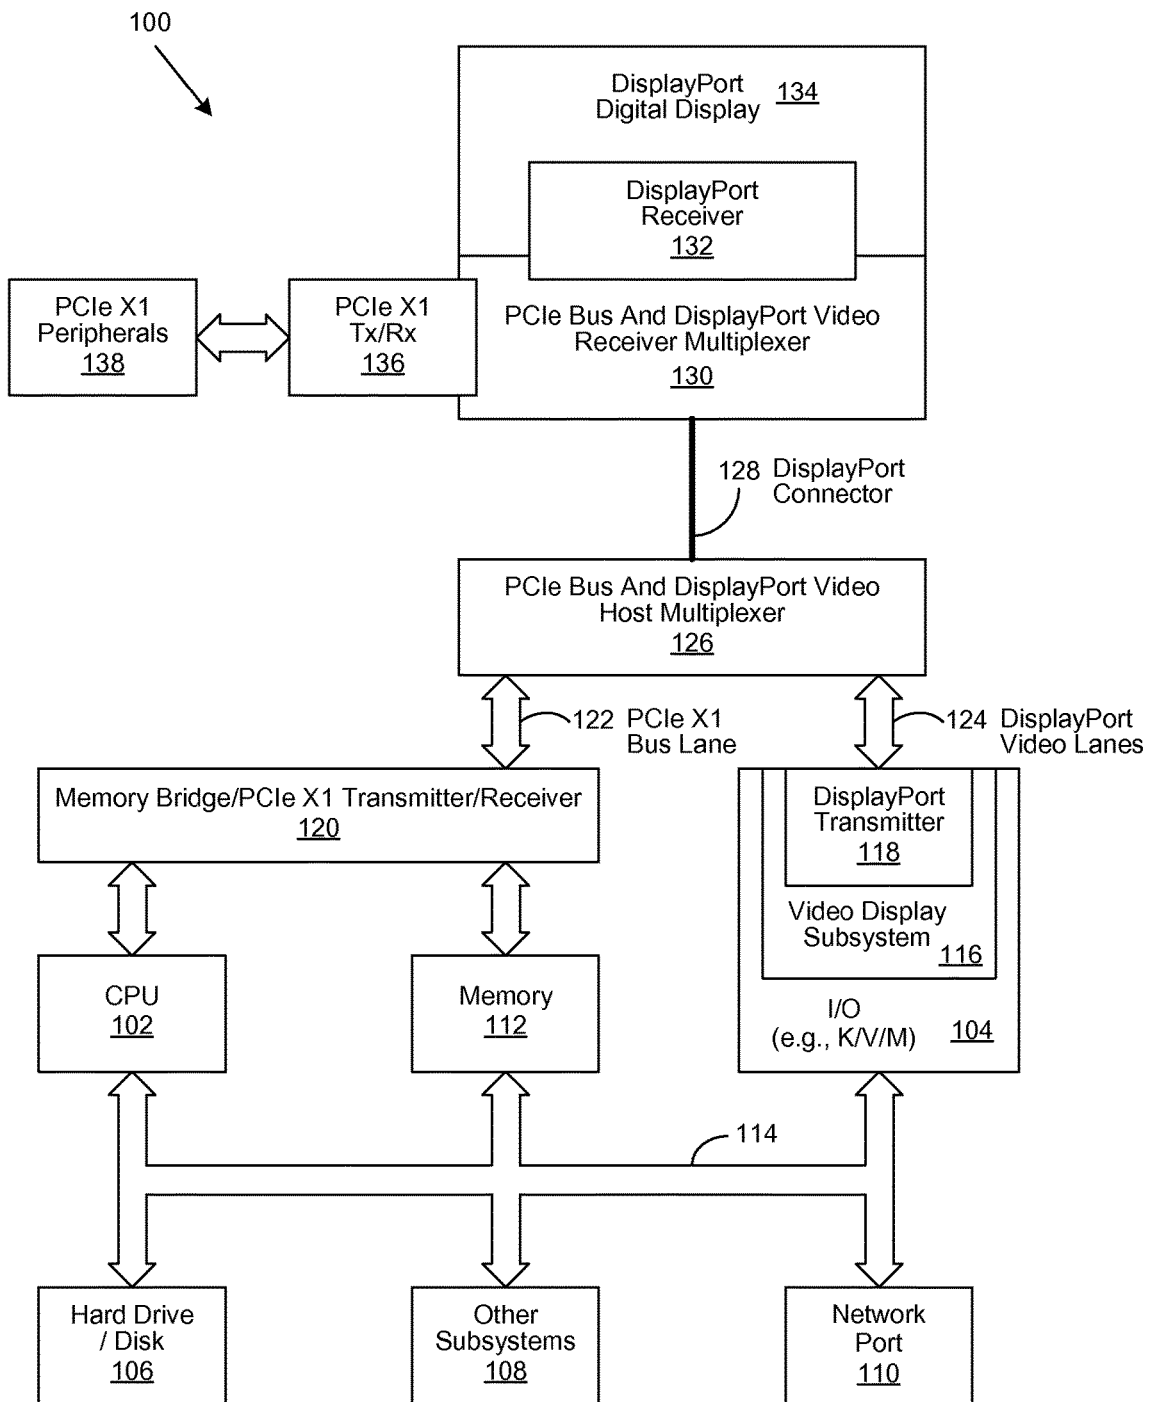 100
DisplayPort
Digital Display
134
DisplayPort
Receiver
132
PCIe X1
Peripherals
138
PCIe X1
Tx/Rx
136
PCIe Bus And DisplayPort Video
Receiver Multiplexer
130
128 DisplayPort
Connector
PCIe Bus And DisplayPort Video
Host Multiplexer
126
122 PCIe X1
Bus Lane
124 DisplayPort
Video Lanes
Memory Bridge/PCIe X1 Transmitter/Receiver
120
DisplayPort
Transmitter
118
Video Display
Subsystem
116
CPU
102
Memory
112
I/O
(e.g., K/V/M)
104
114
Hard Drive
/ Disk
106
Other
Subsystems
108
Network
Port
110